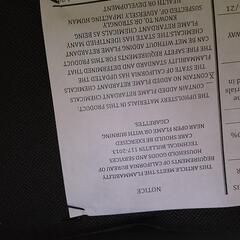 NOTICE
THIS ARTICLE MEETS THE FLAMMABILITY
REQUIREMENTS OF CALIFORNIA BUREAU OF
HOUSEHOLD GOODS AND SERVICES
TECHNICAL BULLETIN 117-2013.
CARE SHOULD BE EXERCISED
NEAR OPEN FLAME OR WITH BURNING
CIGARETTES.
THE UPHOLSTERY MATERIALS IN THIS PRODUCT:
CONTAIN ADDED FLAME RETARDANT CHEMICALS
X CONTAIN NO ADDED FLAME RETARDANT CHEMICALS
THE STATE OF CALIFORNIA HAS UPDATED THE
FLAMMABILITY STANDARD AND DETERMINED THAT
THE FIRE SAFETY REQUIREMENTS FOR THIS PRODUCT
CAN BE MET WITHOUT ADDING FLAME RETARDANT
CHEMICALS. THE STATE HAS IDENTIFIED MANY
FLAME RETARDANT CHEMICALS AS BEING
KNOWN TO, OR STRONGLY
SUSPECTED OF, ADVERSELY IMPACTING HUMAN
HEALTH OR DEVELOPMENT